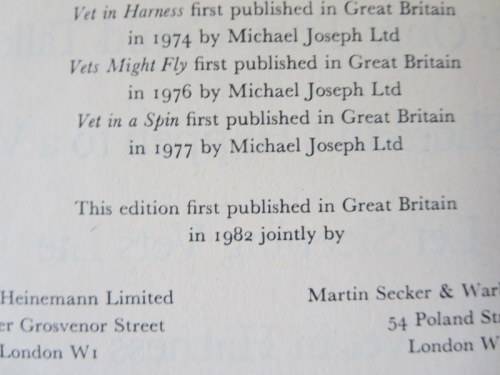 Vet in Harness first published in Great Britain
in 1974 by Michael Joseph Ltd
Vets Might Fly first published in Great Britain
in 1976 by Michael Joseph Ltd
Vet in a Spin first published in Great Britain
in 1977 by Michael Joseph Ltd
This edition first published in Great Britain
in 1982 jointly by
Heinemann Limited
Grosvenor Street
London W1
Martin Secker &
54 Poland
London